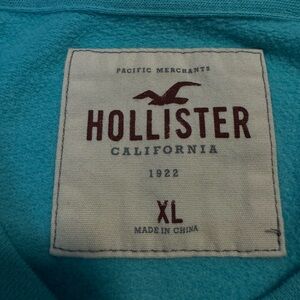 PACIFIC MERCHANTS
HOLLISTER
CALIFORNIA
1922
XL
MADE IN CHINA